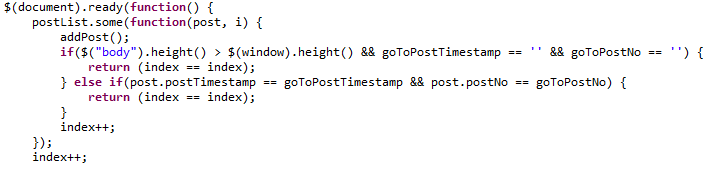 $(document).ready(function() {
    postList.some(function(post, i) {
        addPost();
        if($("body").height() > $(window).height() && goToPostTimestamp == '' && goToPostNo == '') {
            return (index == index);
        } else if(post.postTimestamp == goToPostTimestamp && post.postNo == goToPostNo) {
            return (index == index);
        }
        index++;
    });
    index++;